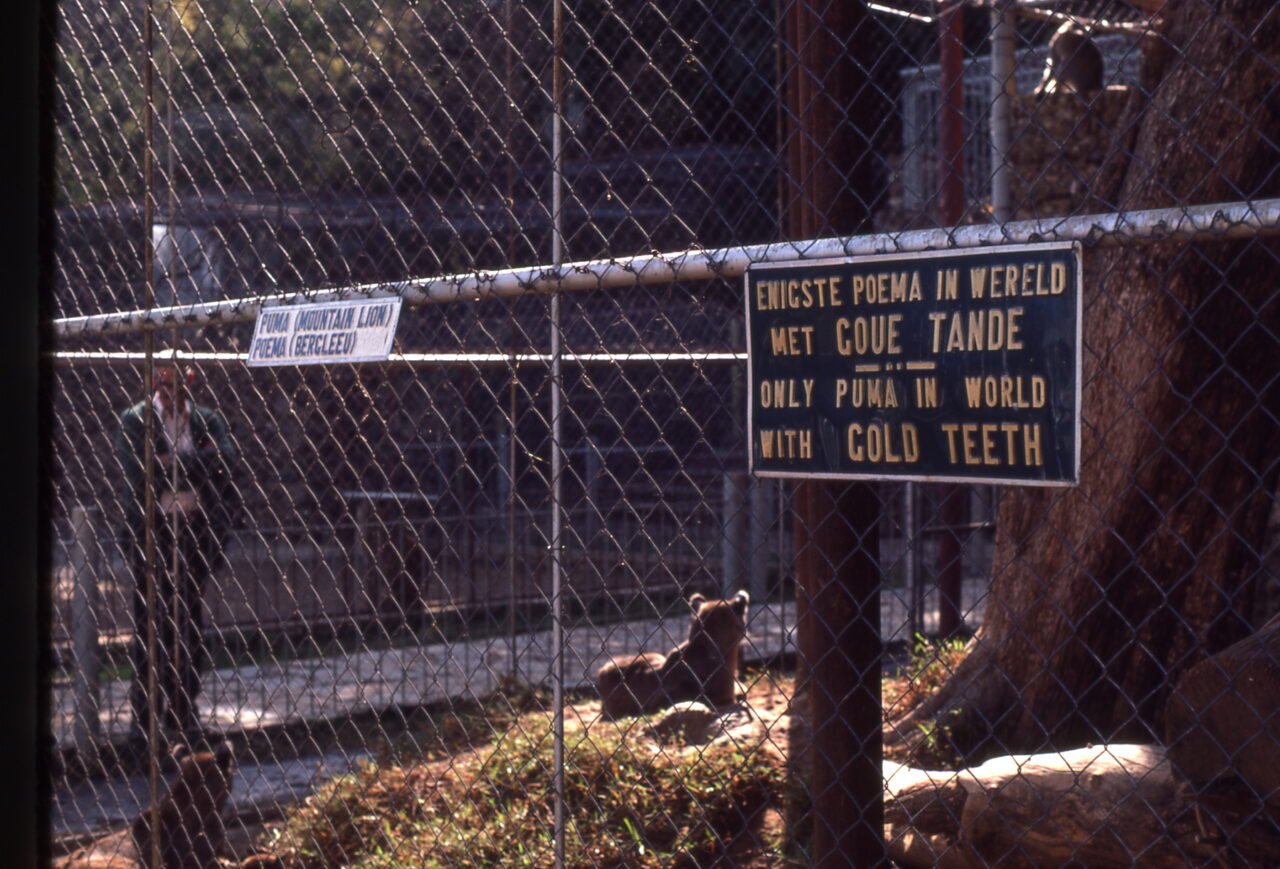 PUMA (MOUNTAIN LION)
POEMA (BERGLEEU)
ENIGSTE POEMA IN WERELD
MET GOUE TANDE
ONLY PUMA IN WORLD
WITH GOLD TEETH